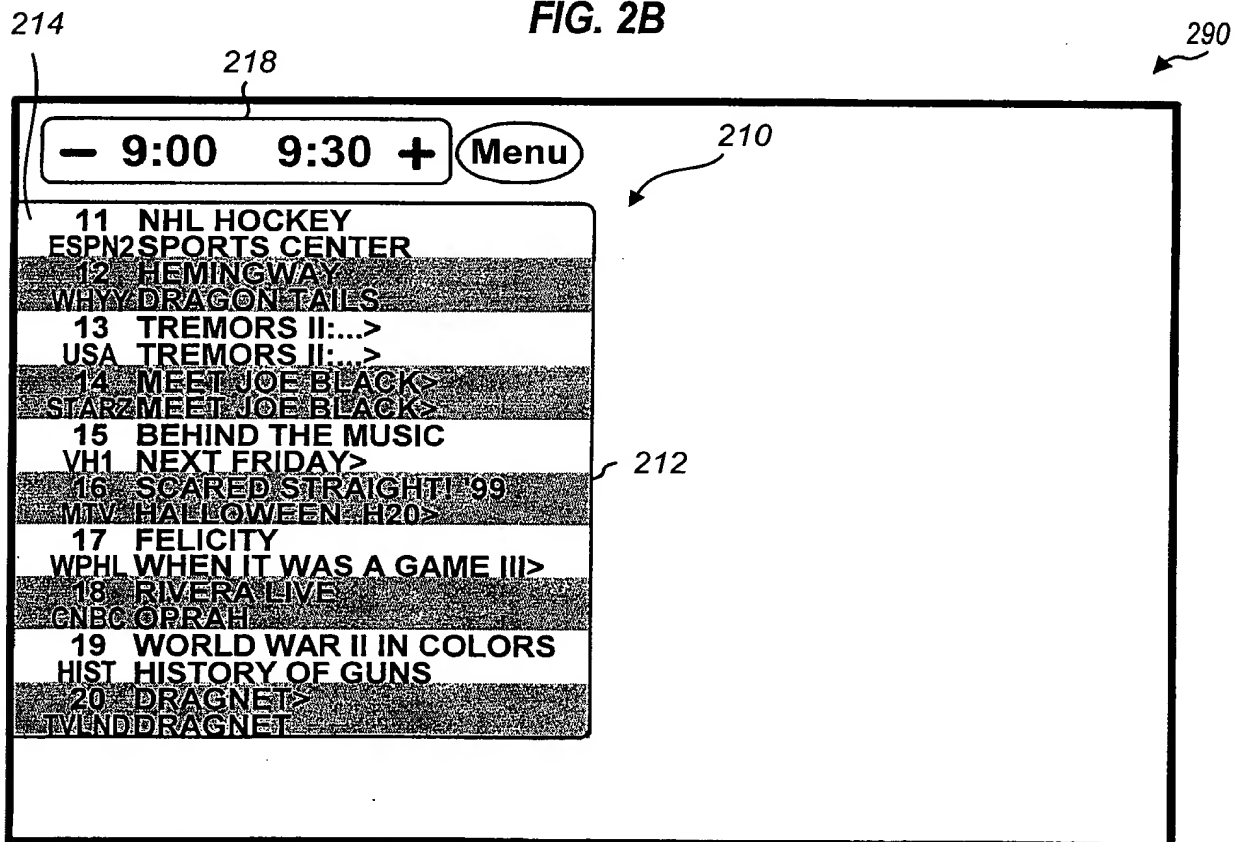 FIG. 2B
214
290
218
210
– 9:00 9:30 + Menu
11 NHL HOCKEY
ESPN2 SPORTS CENTER
12 HEMINGWAY
WHYY DRAGON TAILS
13 TREMORS II:...>
USA TREMORS II:...>
14 MEET JOE BLACK>
STARZ MEET JOE BLACK>
15 BEHIND THE MUSIC
VH1 NEXT FRIDAY>
212
16 SCARED STRAIGHT! '99
MTV HALLOWEEN H20>
17 FELICITY
WPHL WHEN IT WAS A GAME III>
18 RIVERA LIVE
CNBC OPRAH
19 WORLD WAR II IN COLORS
HIST HISTORY OF GUNS
20 DRAGNET>
TVLND DRAGNET